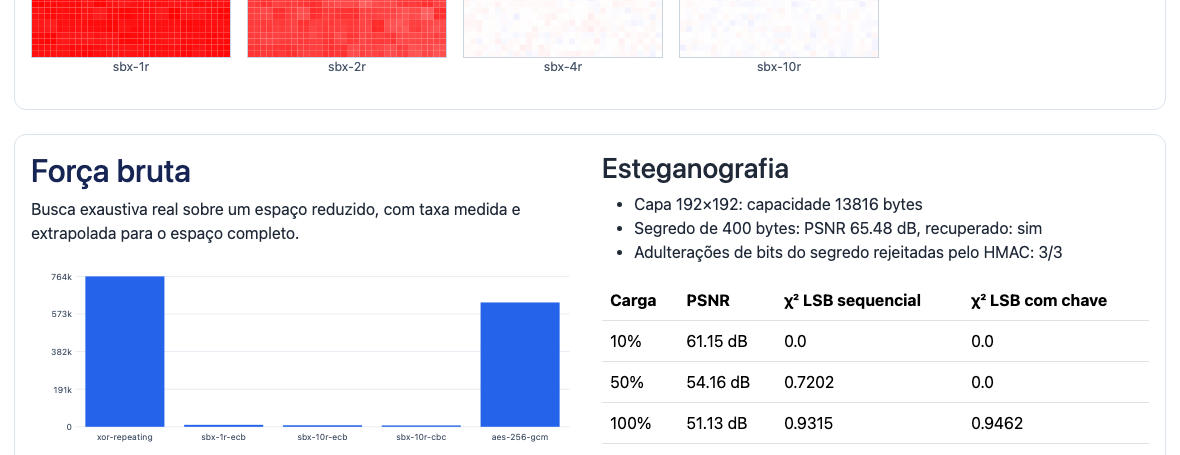 sbx-1r sbx-2r sbx-4r sbx-10r
Força bruta
Busca exaustiva real sobre um espaço reduzido, com taxa medida e
extrapolada para o espaço completo.
764k
573k
382k
191k
0
xor-repeating sbx-1r-ecb sbx-10r-ecb sbx-10r-cbc aes-256-gcm
Esteganografia
• Capa 192×192: capacidade 13816 bytes
• Segredo de 400 bytes: PSNR 65.48 dB, recuperado: sim
• Adulterações de bits do segredo rejeitadas pelo HMAC: 3/3
Carga PSNR χ² LSB sequencial χ² LSB com chave
10% 61.15 dB 0.0 0.0
50% 54.16 dB 0.7202 0.0
100% 51.13 dB 0.9315 0.9462